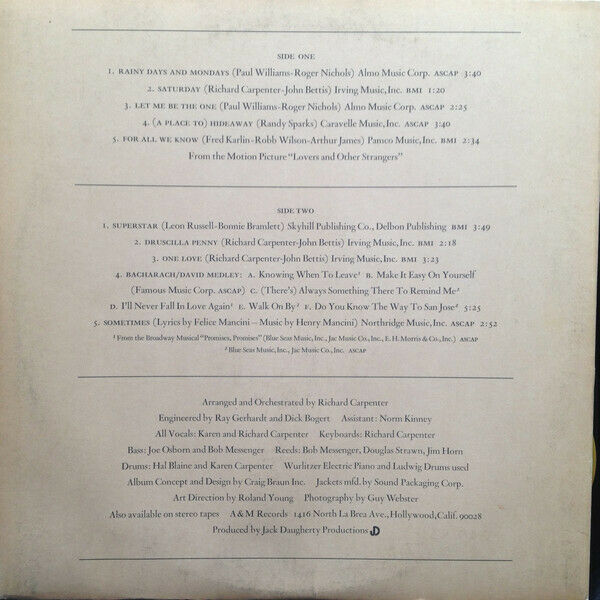 SIDE ONE
1. RAINY DAYS AND MONDAYS (Paul Williams-Roger Nichols) Almo Music Corp. ASCAP 3:40
2. SATURDAY (Richard Carpenter-John Bettis) Irving Music, Inc. BMI 1:20
3. LET ME BE THE ONE (Paul Williams-Roger Nichols) Almo Music Corp. ASCAP 2:25
4. (A PLACE TO) HIDEAWAY (Randy Sparks) Caravelle Music, Inc. ASCAP 3:40
5. FOR ALL WE KNOW (Fred Karlin-Robb Wilson-Arthur James) Pamco Music, Inc. BMI 2:34
From the Motion Picture "Lovers and Other Strangers"
SIDE TWO
1. SUPERSTAR (Leon Russell-Bonnie Bramlett) Skyhill Publishing Co., Delbon Publishing BMI 3:49
2. DRUSCILLA PENNY (Richard Carpenter-John Bettis) Irving Music, Inc. BMI 2:18
3. ONE LOVE (Richard Carpenter-John Bettis) Irving Music, Inc. BMI 3:23
4. BACHARACH/DAVID MEDLEY: A. Knowing When To Leave¹ B. Make It Easy On Yourself
(Famous Music Corp. ASCAP) C. (There's) Always Something There To Remind Me²
D. I'll Never Fall In Love Again¹ E. Walk On By² F. Do You Know The Way To San Jose² 5:25
5. SOMETIMES (Lyrics by Felice Mancini – Music by Henry Mancini) Northridge Music, Inc. ASCAP 2:52
¹ From the Broadway Musical "Promises, Promises" (Blue Seas Music, Inc., Jac Music Co., Inc., E. H. Morris & Co., Inc.) ASCAP
² Blue Seas Music, Inc., Jac Music Co., Inc. ASCAP
Arranged and Orchestrated by Richard Carpenter
Engineered by Ray Gerhardt and Dick Bogert Assistant: Norm Kinney
All Vocals: Karen and Richard Carpenter Keyboards: Richard Carpenter
Bass: Joe Osborn and Bob Messenger Reeds: Bob Messenger, Douglas Strawn, Jim Horn
Drums: Hal Blaine and Karen Carpenter Wurlitzer Electric Piano and Ludwig Drums used
Album Concept and Design by Craig Braun Inc. Jackets mfd. by Sound Packaging Corp.
Art Direction by Roland Young Photography by Guy Webster
Also available on stereo tapes A & M Records 1416 North La Brea Ave., Hollywood, Calif. 90028
Produced by Jack Daugherty Productions JD